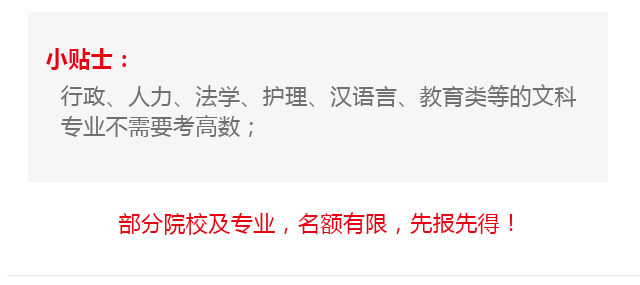 小贴士：
行政、人力、法学、护理、汉语言、教育类等的文科
专业不需要考高数；
部分院校及专业，名额有限，先报先得！